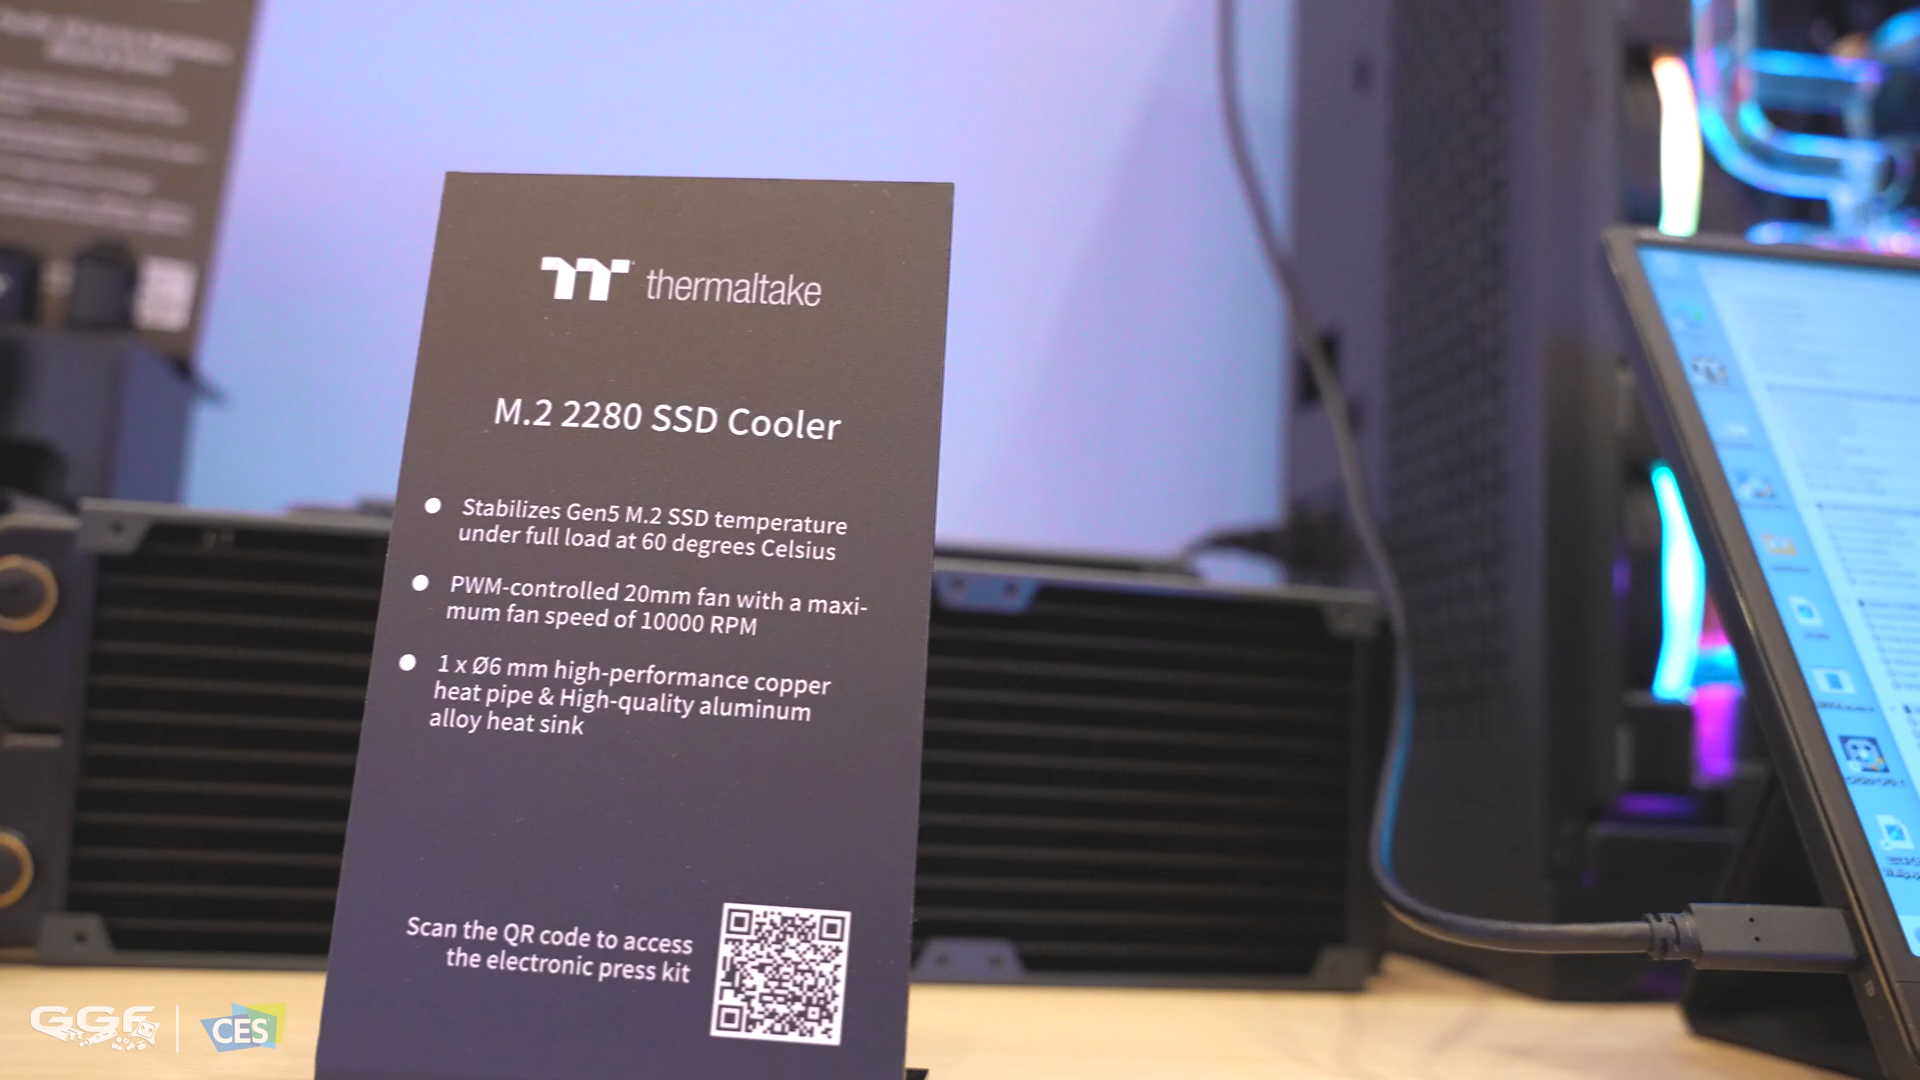 thermaltake
M.2 2280 SSD Cooler
Stabilizes Gen5 M.2 SSD temperature
under full load at 60 degrees Celsius
PWM-controlled 20mm fan with a maxi-
mum fan speed of 10000 RPM
1 x Ø6 mm high-performance copper
heat pipe & High-quality aluminum
alloy heat sink
Scan the QR code to access
the electronic press kit
GGF
CES